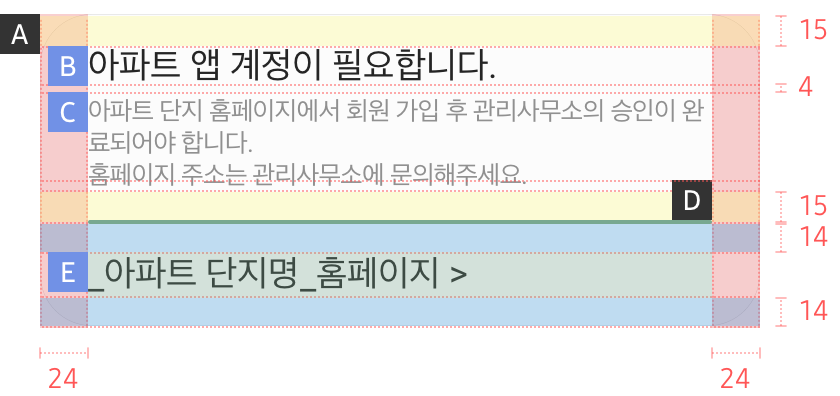 A
15
B 아파트 앱 계정이 필요합니다.
4
C 아파트 단지 홈페이지에서 회원 가입 후 관리사무소의 승인이 완
료되어야 합니다.
홈페이지 주소는 관리사무소에 문의해주세요.
D
15
14
E _아파트 단지명_홈페이지 >
14
24 24